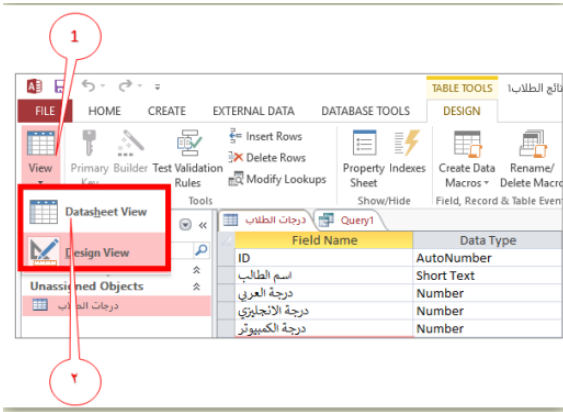 1
TABLE TOOLS نائج الطلاب١
FILE HOME CREATE EXTERNAL DATA DATABASE TOOLS DESIGN
View Primary Key Builder Test Validation Rules
Insert Rows
Delete Rows
Modify Lookups
Property Sheet Indexes
Create Data Macros Rename/ Delete Macro
Tools Show/Hide Field, Record & Table Even
Datasheet View
Design View
Unassigned Objects
درجات الطلاب
درجات الطلاب Query1
Field Name Data Type
ID AutoNumber
اسم الطالب Short Text
درجة العربي Number
درجة الانجليزي Number
درجة الكمبيوتر Number
٢